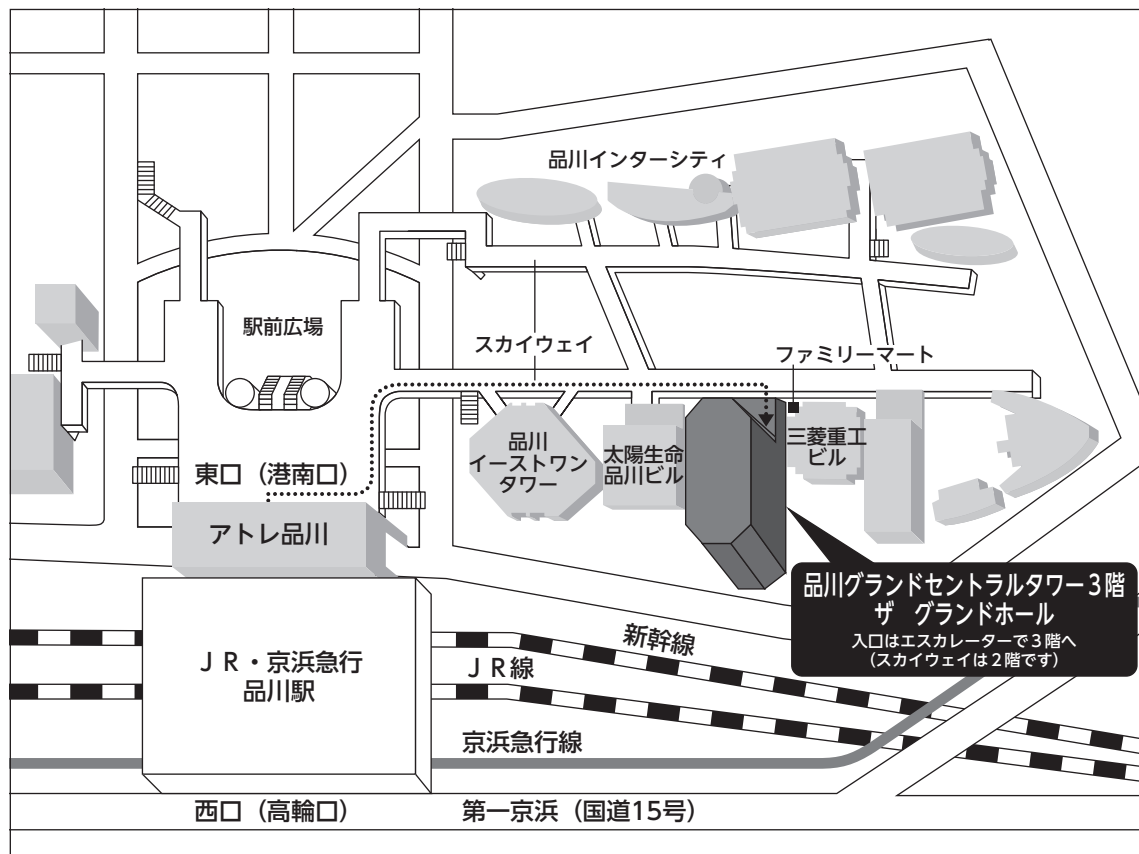 品川インターシティ
駅前広場
スカイウェイ
ファミリーマート
品川
イーストワン
タワー
太陽生命
品川ビル
三菱重工
ビル
東口（港南口）
アトレ品川
品川グランドセントラルタワー３階
ザ　グランドホール
入口はエスカレーターで３階へ
（スカイウェイは２階です）
新幹線
ＪＲ・京浜急行
品川駅
ＪＲ線
京浜急行線
西口（高輪口）
第一京浜（国道15号）